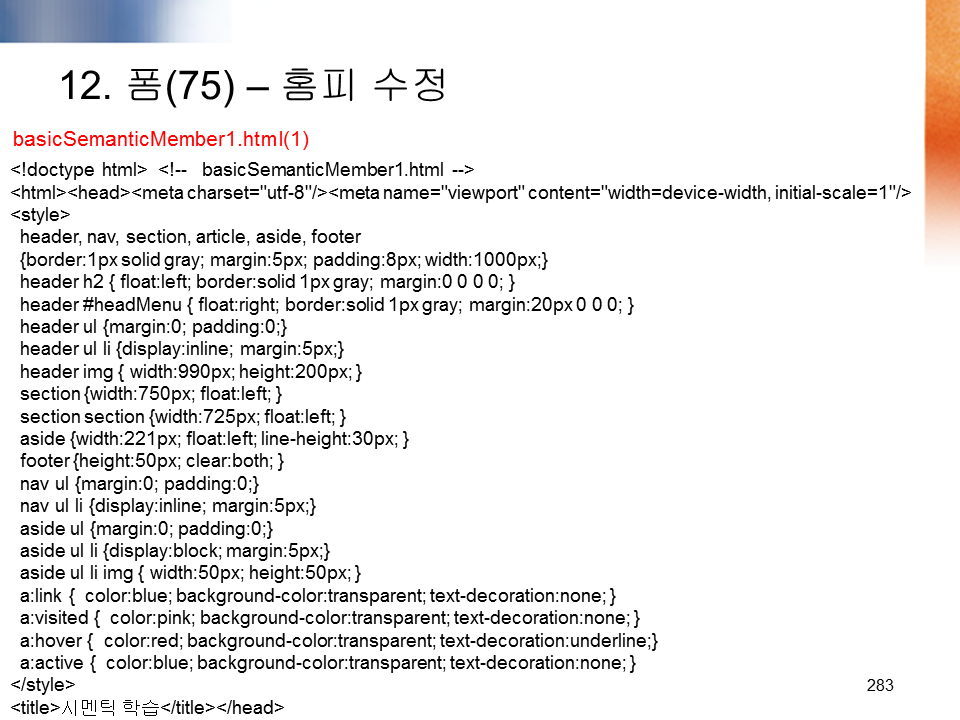 12. 폼(75) – 홈피 수정
basicSemanticMember1.html(1)
<!doctype html> <!-- basicSemanticMember1.html -->
<html><head><meta charset="utf-8"/><meta name="viewport" content="width=device-width, initial-scale=1"/>
<style>
header, nav, section, article, aside, footer
{border:1px solid gray; margin:5px; padding:8px; width:1000px;}
header h2 { float:left; border:solid 1px gray; margin:0 0 0 0; }
header #headMenu { float:right; border:solid 1px gray; margin:20px 0 0 0; }
header ul {margin:0; padding:0;}
header ul li {display:inline; margin:5px;}
header img { width:990px; height:200px; }
section {width:750px; float:left; }
section section {width:725px; float:left; }
aside {width:221px; float:left; line-height:30px; }
footer {height:50px; clear:both; }
nav ul {margin:0; padding:0;}
nav ul li {display:inline; margin:5px;}
aside ul {margin:0; padding:0;}
aside ul li {display:block; margin:5px;}
aside ul li img { width:50px; height:50px; }
a:link { color:blue; background-color:transparent; text-decoration:none; }
a:visited { color:pink; background-color:transparent; text-decoration:none; }
a:hover { color:red; background-color:transparent; text-decoration:underline;}
a:active { color:blue; background-color:transparent; text-decoration:none; }
</style>
<title>시멘틱 학습</title></head>
283